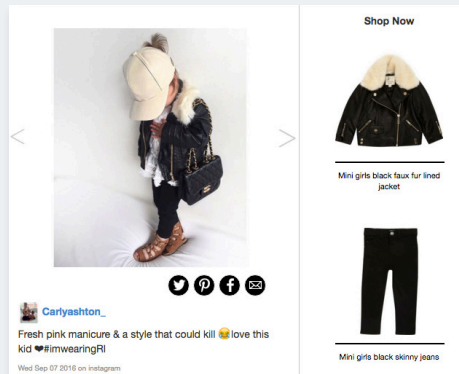 Shop Now
Mini girls black faux fur lined
jacket
Carlyashton_
Fresh pink manicure & a style that could kill 😂love this
kid ❤#imwearingRI
Wed Sep 07 2016 on instagram
Mini girls black skinny jeans